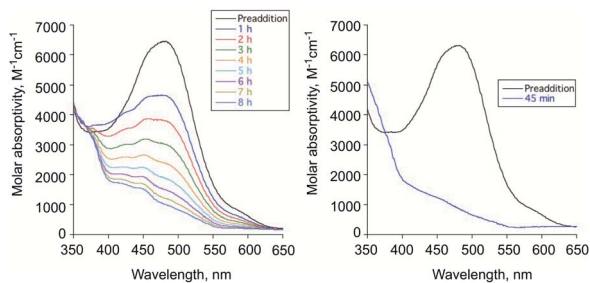 Molar absorptivity, M⁻¹cm⁻¹
7000
6000
5000
4000
3000
2000
1000
0
350 400 450 500 550 600 650
Wavelength, nm
Preaddition
1 h
2 h
3 h
4 h
5 h
6 h
7 h
8 h
Molar absorptivity, M⁻¹cm⁻¹
7000
6000
5000
4000
3000
2000
1000
0
350 400 450 500 550 600 650
Wavelength, nm
Preaddition
45 min